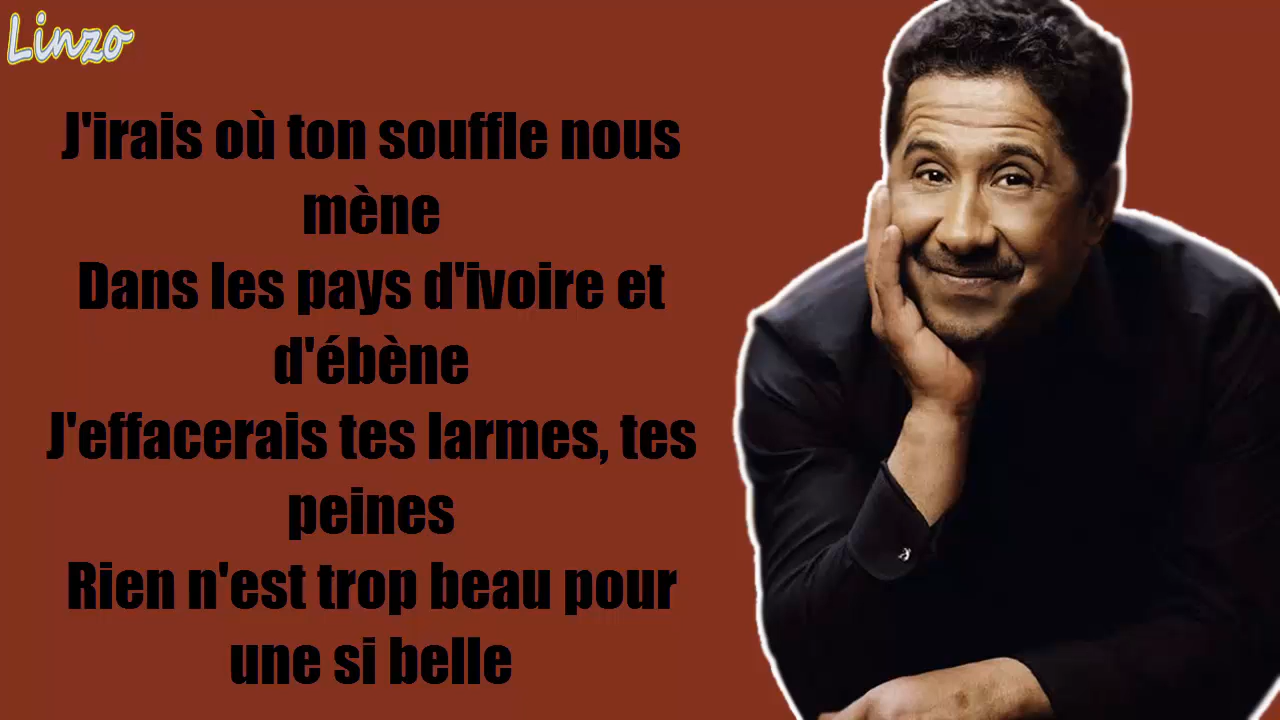 Linzo
J'irais où ton souffle nous
mène
Dans les pays d'ivoire et
d'ébène
J'effacerais tes larmes, tes
peines
Rien n'est trop beau pour
une si belle